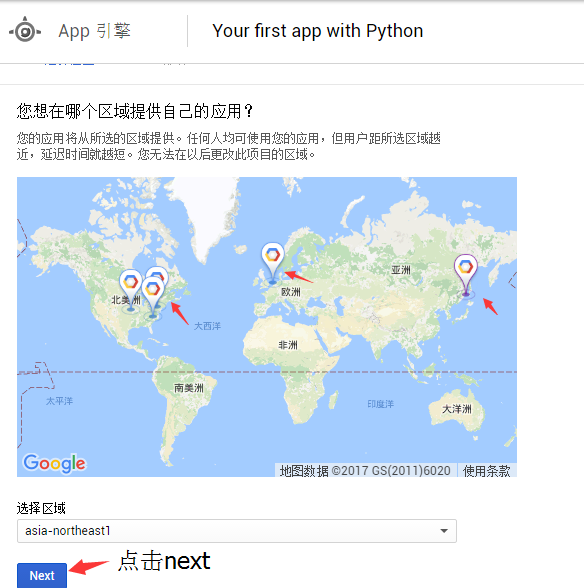 App 引擎
Your first app with Python
您想在哪个区域提供自己的应用？
您的应用将从所选的区域提供。任何人均可使用您的应用，但用户距所选区域越
近，延迟时间就越短。您无法在以后更改此项目的区域。
亚洲
欧洲
北美洲
大西洋
非洲
南美洲
太平洋
印度洋
大洋洲
Google
地图数据 ©2017 GS(2011)6020
使用条款
选择区域
asia-northeast1
Next
点击next